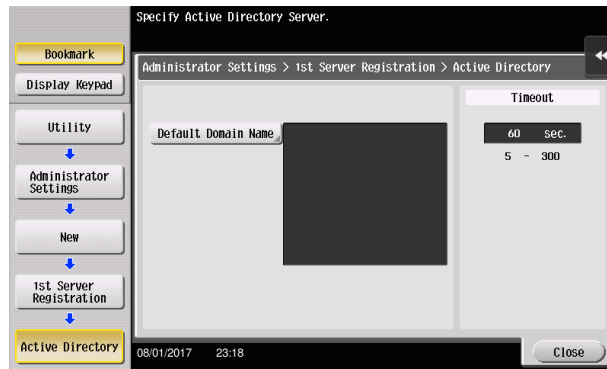 Specify Active Directory Server.
Bookmark
Display Keypad
Utility
Administrator
Settings
New
1st Server
Registration
Active Directory
Administrator Settings > 1st Server Registration > Active Directory
Default Domain Name
Timeout
60 sec.
5 - 300
08/01/2017 23:18
Close